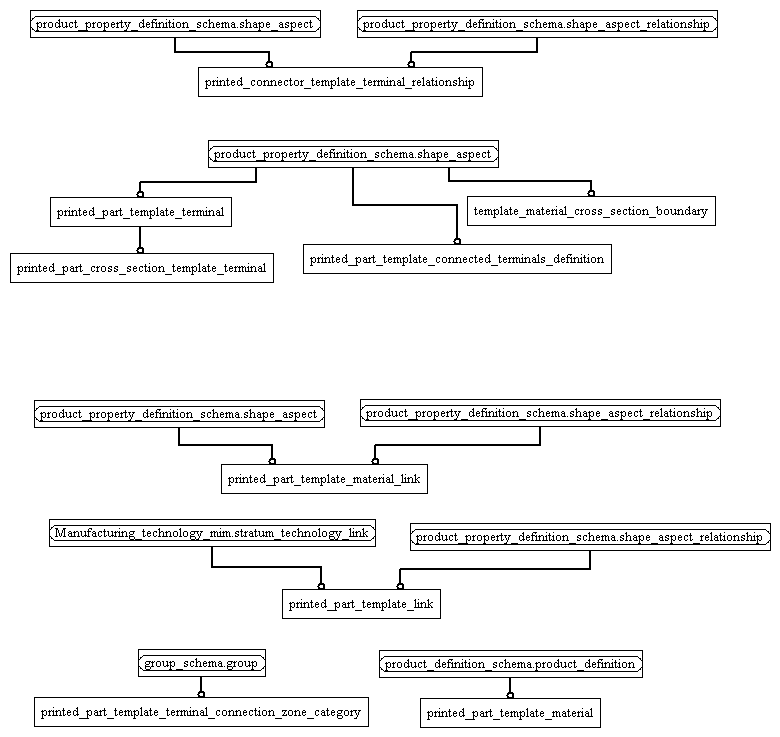 product_property_definition_schema.shape_aspect
product_property_definition_schema.shape_aspect_relationship
printed_connector_template_terminal_relationship
product_property_definition_schema.shape_aspect
printed_part_template_terminal
template_material_cross_section_boundary
printed_part_cross_section_template_terminal
printed_part_template_connected_terminals_definition
product_property_definition_schema.shape_aspect
product_property_definition_schema.shape_aspect_relationship
printed_part_template_material_link
Manufacturing_technology_mim.stratum_technology_link
product_property_definition_schema.shape_aspect_relationship
printed_part_template_link
group_schema.group
product_definition_schema.product_definition
printed_part_template_terminal_connection_zone_category
printed_part_template_material